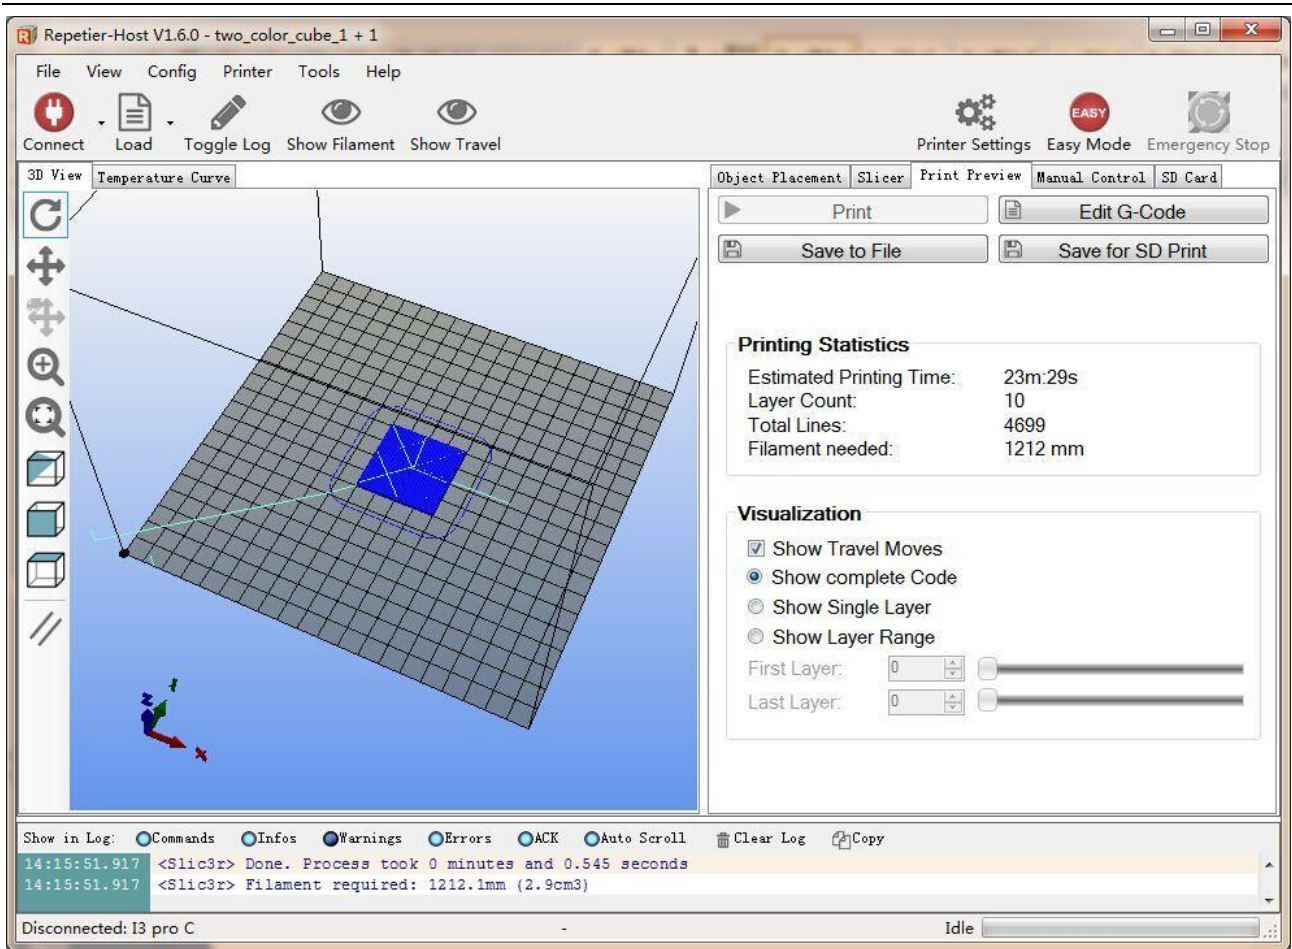 Repetier-Host V1.6.0 - two_color_cube_1 + 1
File View Config Printer Tools Help
EASY
Connect Load Toggle Log Show Filament Show Travel Printer Settings Easy Mode Emergency Stop
3D View Temperature Curve Object Placement Slicer Print Preview Manual Control SD Card
Print Edit G-Code
Save to File Save for SD Print
Printing Statistics
Estimated Printing Time: 23m:29s
Layer Count: 10
Total Lines: 4699
Filament needed: 1212 mm
Visualization
Show Travel Moves
Show complete Code
Show Single Layer
Show Layer Range
First Layer: 0
Last Layer: 0
Z Y X
Show in Log: Commands Infos Warnings Errors ACK Auto Scroll Clear Log Copy
14:15:51.917 <Slic3r> Done. Process took 0 minutes and 0.545 seconds
14:15:51.917 <Slic3r> Filament required: 1212.1mm (2.9cm3)
Disconnected: I3 pro C - Idle